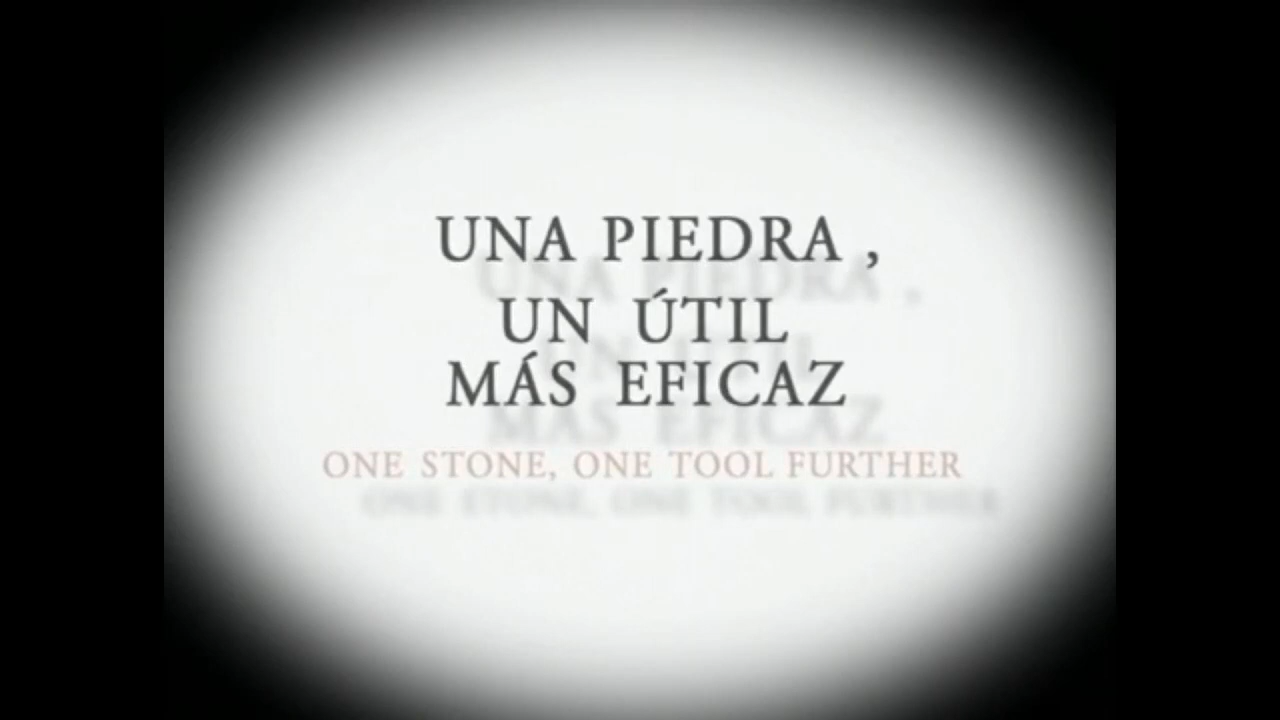 UNA PIEDRA ,
UN ÚTIL
MÁS EFICAZ
ONE STONE, ONE TOOL FURTHER